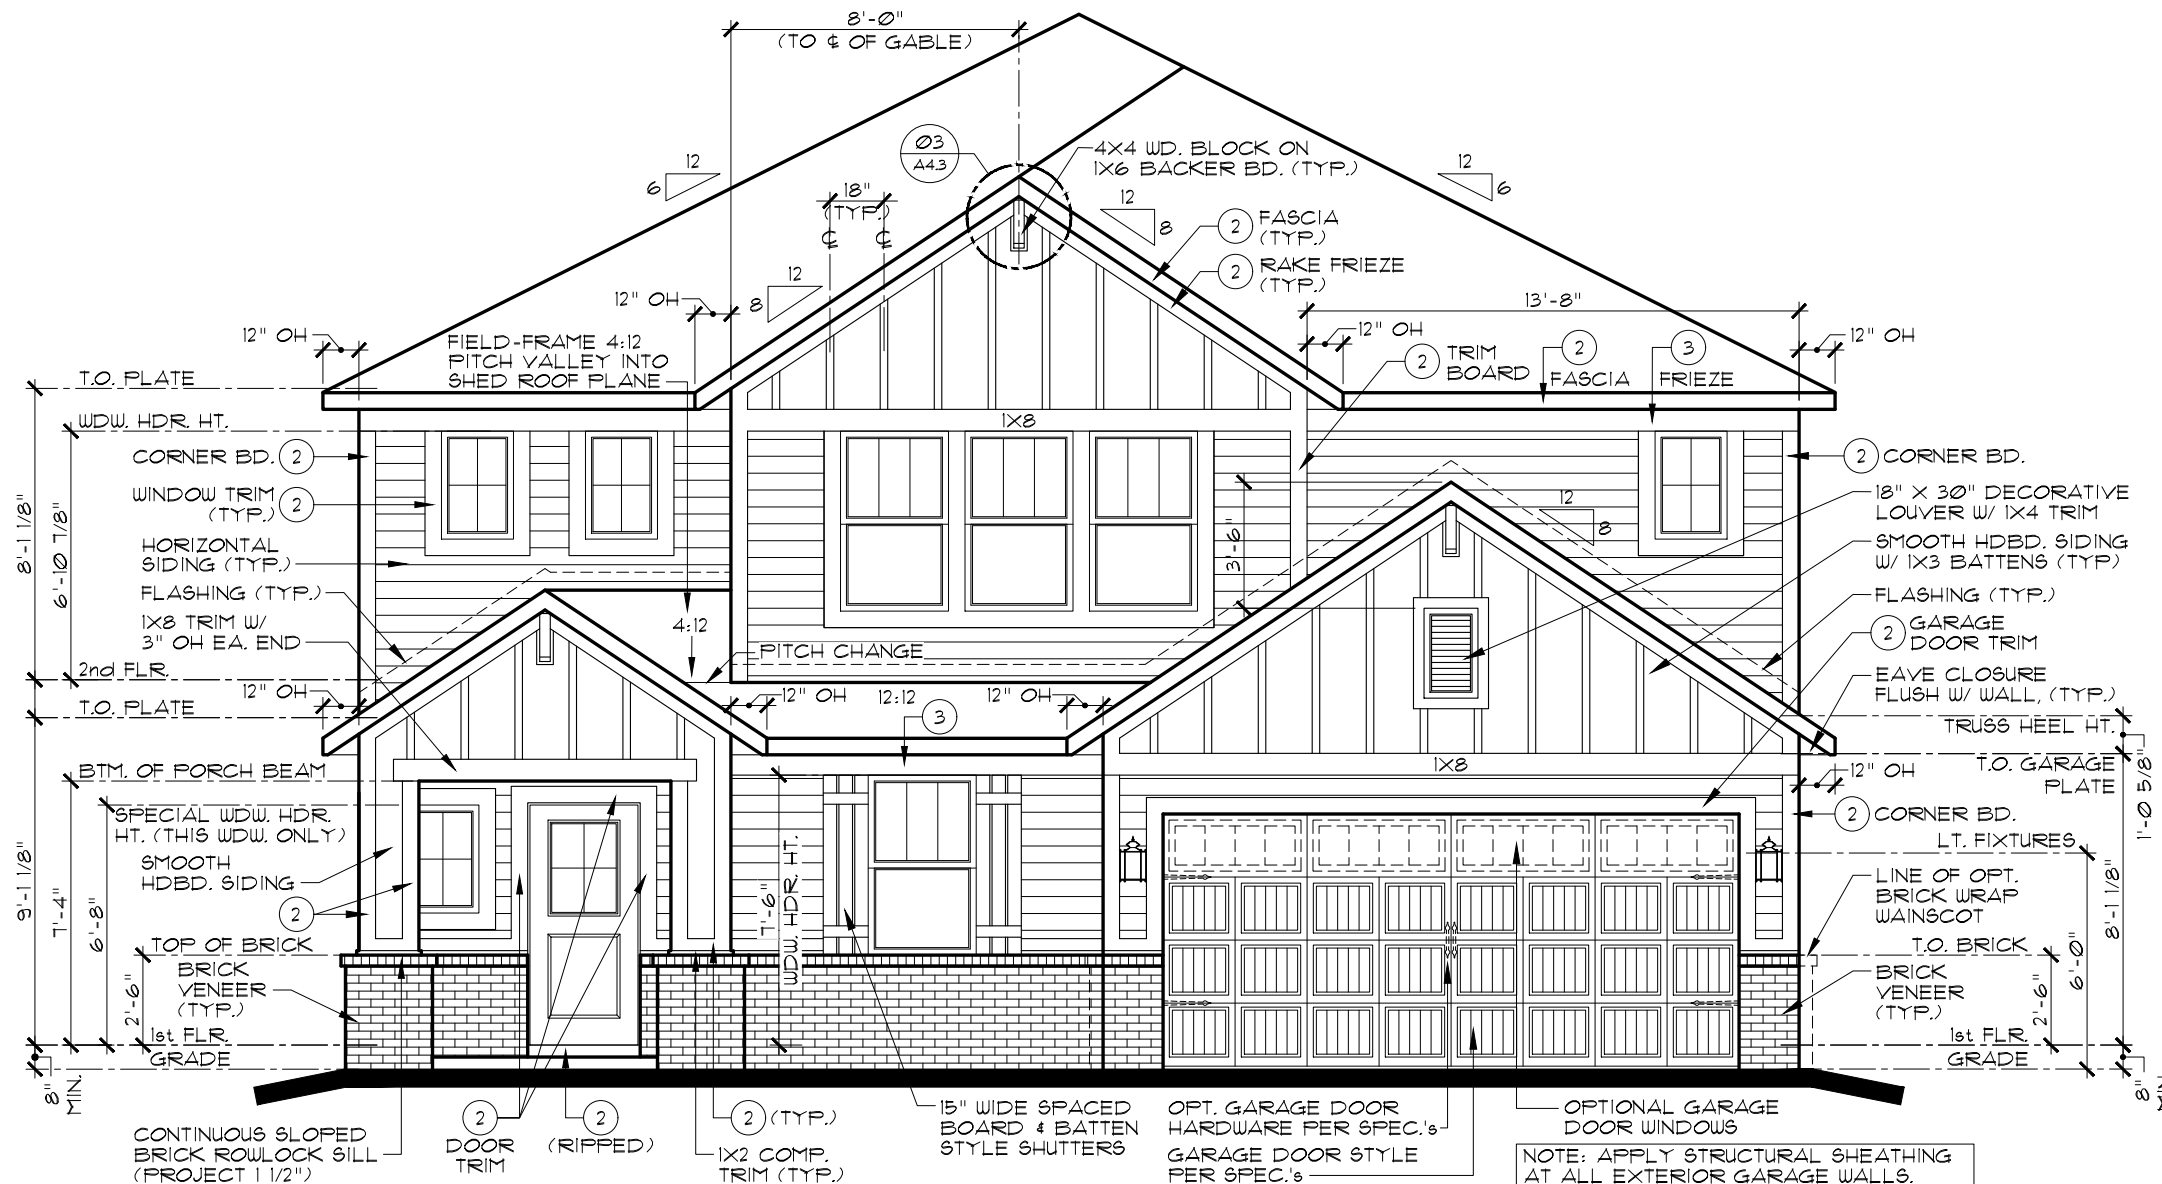 8'-0"
(TO ℄ OF GABLE)
03
A4.3
4X4 WD. BLOCK ON
1X6 BACKER BD. (TYP.)
12
6
12
6
18"
(TYP.)
℄ ℄
12
8
2 FASCIA
(TYP.)
2 RAKE FRIEZE
(TYP.)
12
8
12" OH
13'-8"
12" OH
12" OH
12" OH
FIELD-FRAME 4:12
PITCH VALLEY INTO
SHED ROOF PLANE
2 TRIM
BOARD
2
FASCIA
3
FRIEZE
T.O. PLATE
WDW. HDR. HT.
1X8
CORNER BD. 2
2 CORNER BD.
WINDOW TRIM
(TYP.) 2
18" X 30" DECORATIVE
LOUVER W/ 1X4 TRIM
12
8
8'-1 1/8"
6'-10 7/8"
3'-6"
HORIZONTAL
SIDING (TYP.)
SMOOTH HDBD. SIDING
W/ 1X3 BATTENS (TYP)
FLASHING (TYP.)
FLASHING (TYP.)
1X8 TRIM W/
3" OH EA. END
4:12
2 GARAGE
DOOR TRIM
PITCH CHANGE
2nd FLR.
EAVE CLOSURE
FLUSH W/ WALL, (TYP.)
12" OH
12" OH
12:12
12" OH
3
T.O. PLATE
TRUSS HEEL HT.
BTM. OF PORCH BEAM
1X8
T.O. GARAGE
PLATE
12" OH
1'-0 5/8"
SPECIAL WDW. HDR.
HT. (THIS WDW. ONLY)
2 CORNER BD.
LT. FIXTURES
SMOOTH
HDBD. SIDING
2
9'-1 1/8"
7'-4"
6'-8"
7'-6"
WDW. HDR. HT.
LINE OF OPT.
BRICK WRAP
WAINSCOT
TOP OF BRICK
T.O. BRICK
BRICK
VENEER
(TYP.)
2'-6"
BRICK
VENEER
(TYP.)
8'-1 1/8"
6'-0"
2'-6"
1st FLR.
GRADE
1st FLR.
GRADE
8"
MIN.
8"
CONTINUOUS SLOPED
BRICK ROWLOCK SILL
(PROJECT 1 1/2")
2
DOOR
TRIM
2
(RIPPED)
2 (TYP.)
1X2 COMP.
TRIM (TYP.)
15" WIDE SPACED
BOARD & BATTEN
STYLE SHUTTERS
OPT. GARAGE DOOR
HARDWARE PER SPEC.'s
GARAGE DOOR STYLE
PER SPEC.'s
OPTIONAL GARAGE
DOOR WINDOWS
NOTE: APPLY STRUCTURAL SHEATHING
AT ALL EXTERIOR GARAGE WALLS.